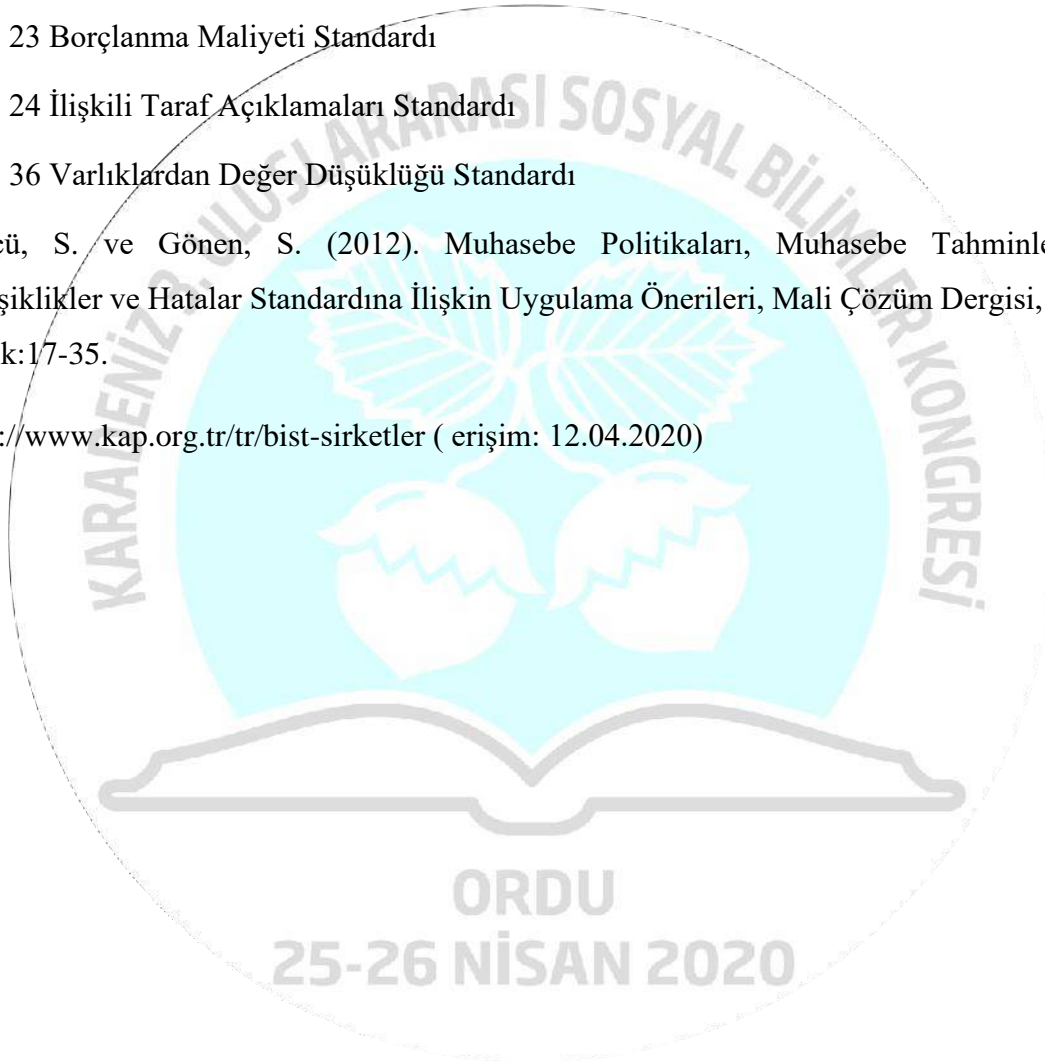 23 Borçlanma Maliyeti Standardı
24 İlişkili Taraf Açıklamaları Standardı
36 Varlıklardan Değer Düşüklüğü Standardı
cü, S. ve Gönen, S. (2012). Muhasebe Politikaları, Muhasebe Tahminle
şiklikler ve Hatalar Standardına İlişkin Uygulama Önerileri, Mali Çözüm Dergisi,
k:17-35.
://www.kap.org.tr/tr/bist-sirketler ( erişim: 12.04.2020)
KARADENİZ 3. ULUSLARARASI SOSYAL BİLİMLER KONGRESİ
ORDU
25-26 NİSAN 2020